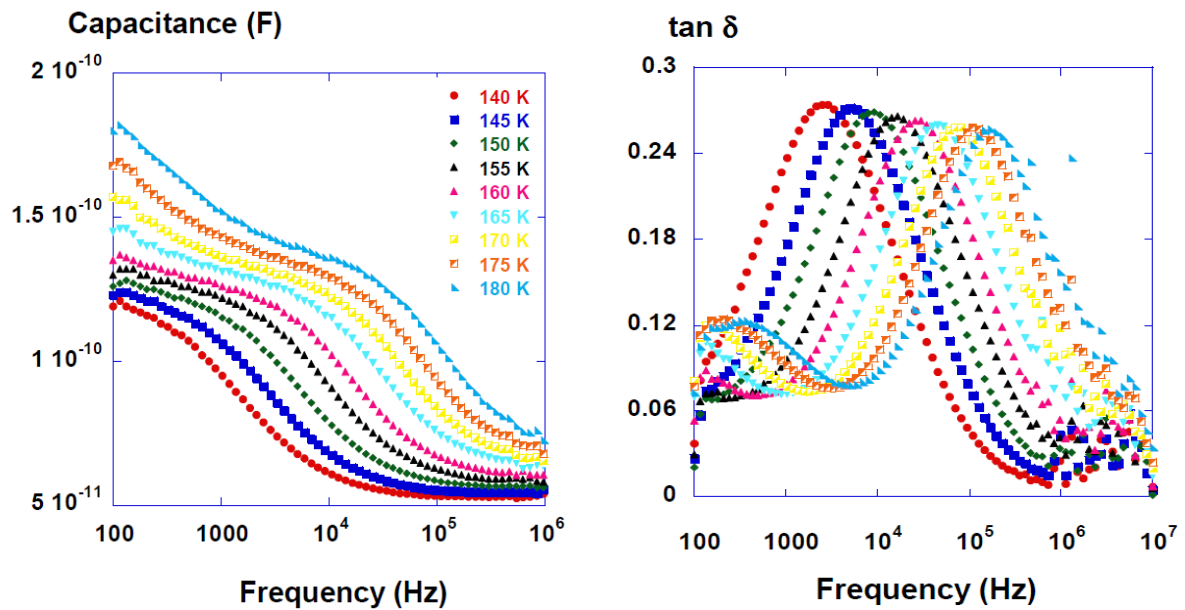 Capacitance (F)
2 10⁻¹⁰
1.5 10⁻¹⁰
1 10⁻¹⁰
5 10⁻¹¹
140 K
145 K
150 K
155 K
160 K
165 K
170 K
175 K
180 K
100 1000 10⁴ 10⁵ 10⁶
Frequency (Hz)
tan δ
0.3
0.24
0.18
0.12
0.06
0
100 1000 10⁴ 10⁵ 10⁶ 10⁷
Frequency (Hz)